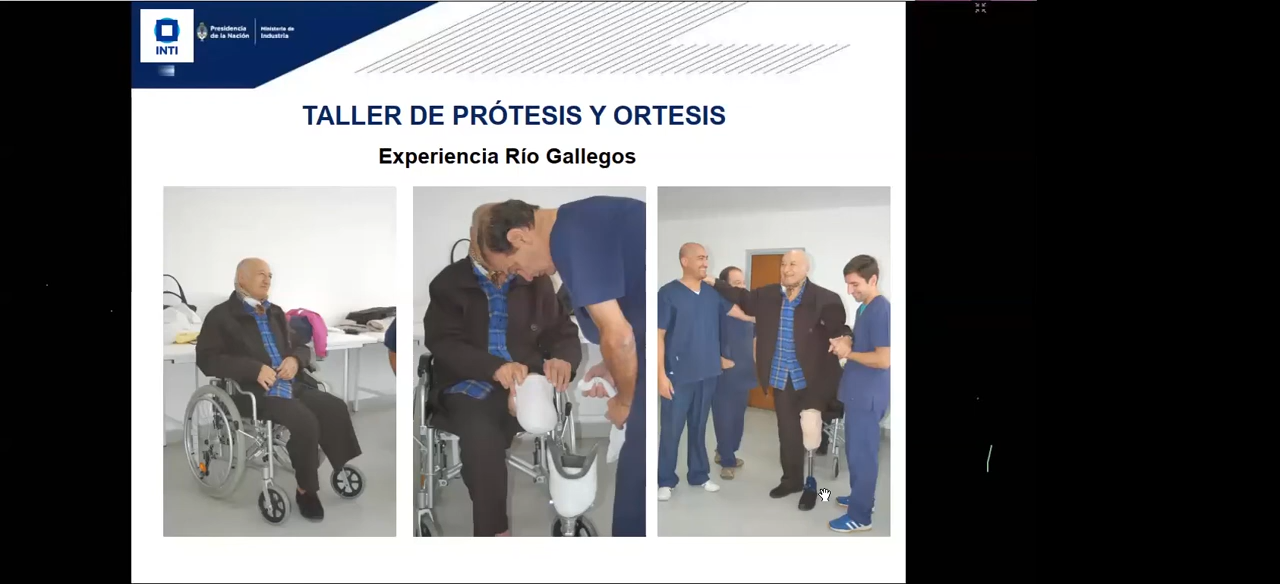 INTI
Presidencia
de la Nación
Ministerio de
Industria
TALLER DE PRÓTESIS Y ORTESIS
Experiencia Río Gallegos